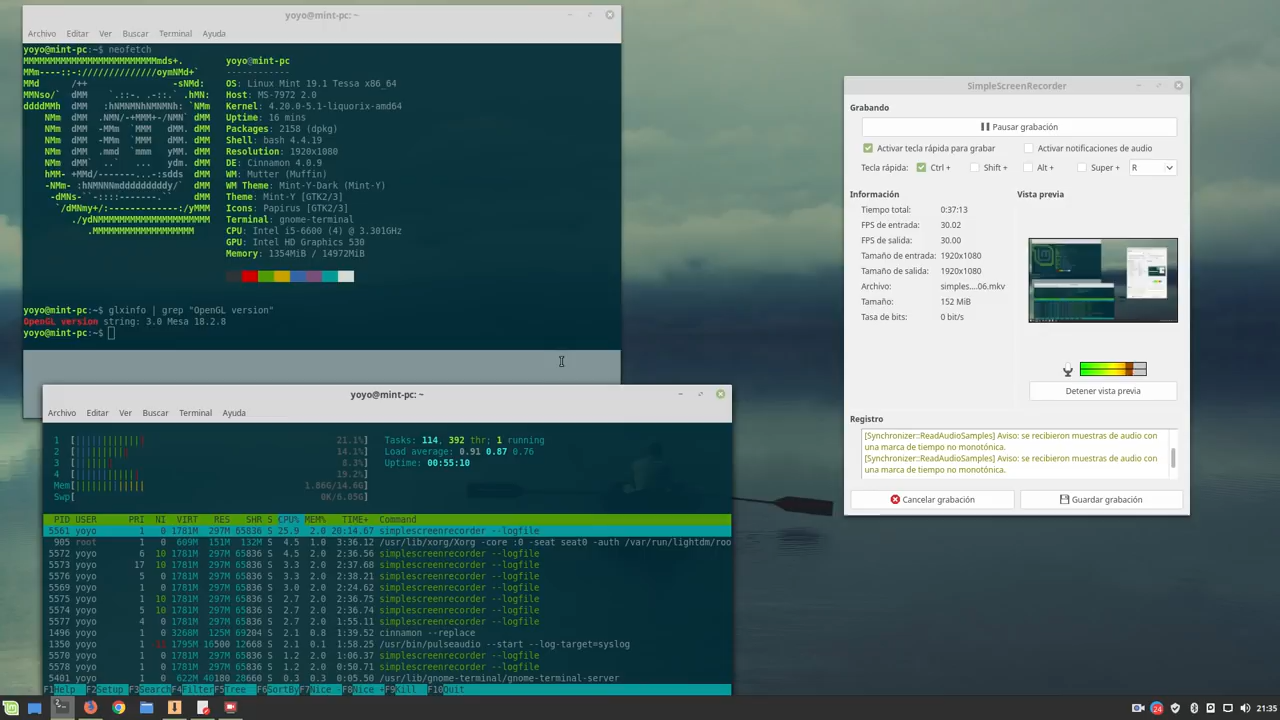 yoyo@mint-pc: ~
Archivo Editar Ver Buscar Terminal Ayuda
yoyo@mint-pc:~$ neofetch
yoyo@mint-pc
------------
OS: Linux Mint 19.1 Tessa x86_64
Host: MS-7972 2.0
Kernel: 4.20.0-5.1-liquorix-amd64
Uptime: 16 mins
Packages: 2158 (dpkg)
Shell: bash 4.4.19
Resolution: 1920x1080
DE: Cinnamon 4.0.9
WM: Mutter (Muffin)
WM Theme: Mint-Y-Dark (Mint-Y)
Theme: Mint-Y [GTK2/3]
Icons: Papirus [GTK2/3]
Terminal: gnome-terminal
CPU: Intel i5-6600 (4) @ 3.301GHz
GPU: Intel HD Graphics 530
Memory: 1354MiB / 14972MiB
yoyo@mint-pc:~$ glxinfo | grep "OpenGL version"
OpenGL version string: 3.0 Mesa 18.2.8
yoyo@mint-pc:~$
yoyo@mint-pc: ~
Archivo Editar Ver Buscar Terminal Ayuda
1 [ 21.1%] Tasks: 114, 392 thr; 1 running
2 [ 14.1%] Load average: 0.91 0.87 0.76
3 [ 8.3%] Uptime: 00:55:10
4 [ 19.2%]
Mem[ 1.86G/14.6G]
Swp[ 0K/6.05G]
PID USER PRI NI VIRT RES SHR S CPU% MEM% TIME+ Command
5561 yoyo 1 0 1781M 297M 65836 S 25.9 2.0 20:14.67 simplescreenrecorder --logfile
905 root 1 0 609M 151M 132M S 4.5 1.0 3:36.12 /usr/lib/xorg/Xorg -core :0 -seat seat0 -auth /var/run/lightdm/roo
5572 yoyo 6 10 1781M 297M 65836 S 4.5 2.0 2:36.56 simplescreenrecorder --logfile
5573 yoyo 17 10 1781M 297M 65836 S 3.3 2.0 2:37.68 simplescreenrecorder --logfile
5576 yoyo 5 0 1781M 297M 65836 S 3.3 2.0 2:38.21 simplescreenrecorder --logfile
5569 yoyo 1 0 1781M 297M 65836 S 3.0 2.0 2:24.62 simplescreenrecorder --logfile
5575 yoyo 1 10 1781M 297M 65836 S 2.7 2.0 2:36.75 simplescreenrecorder --logfile
5574 yoyo 5 10 1781M 297M 65836 S 2.7 2.0 2:36.74 simplescreenrecorder --logfile
5577 yoyo 4 0 1781M 297M 65836 S 2.7 2.0 1:55.11 simplescreenrecorder --logfile
1496 yoyo 1 0 3260M 125M 69204 S 2.1 0.8 1:39.52 cinnamon --replace
1350 yoyo 1 1795M 16500 12668 S 2.1 0.1 1:58.25 /usr/bin/pulseaudio --start --log-target=syslog
5570 yoyo 1 0 1781M 297M 65836 S 1.2 2.0 1:06.37 simplescreenrecorder --logfile
5578 yoyo 1 0 1781M 297M 65836 S 1.2 2.0 0:50.71 simplescreenrecorder --logfile
5401 yoyo 1 0 622M 40180 28692 S 0.3 0.3 0:05.50 /usr/lib/gnome-terminal/gnome-terminal-server
F1Help F2Setup F3Search F4Filter F5Tree F6SortBy F7Nice - F8Nice + F9Kill F10Quit
SimpleScreenRecorder
Grabando
Pausar grabación
Activar tecla rápida para grabar Activar notificaciones de audio
Tecla rápida: Ctrl + Shift + Alt + Super + R
Información Vista previa
Tiempo total: 0:37:13
FPS de entrada: 30.02
FPS de salida: 30.00
Tamaño de entrada: 1920x1080
Tamaño de salida: 1920x1080
Archivo: simples....06.mkv
Tamaño: 152 MiB
Tasa de bits: 0 bit/s
Detener vista previa
Registro
[Synchronizer::ReadAudioSamples] Aviso: se recibieron muestras de audio con
una marca de tiempo no monotónica.
[Synchronizer::ReadAudioSamples] Aviso: se recibieron muestras de audio con
una marca de tiempo no monotónica.
Cancelar grabación Guardar grabación
24 21:35